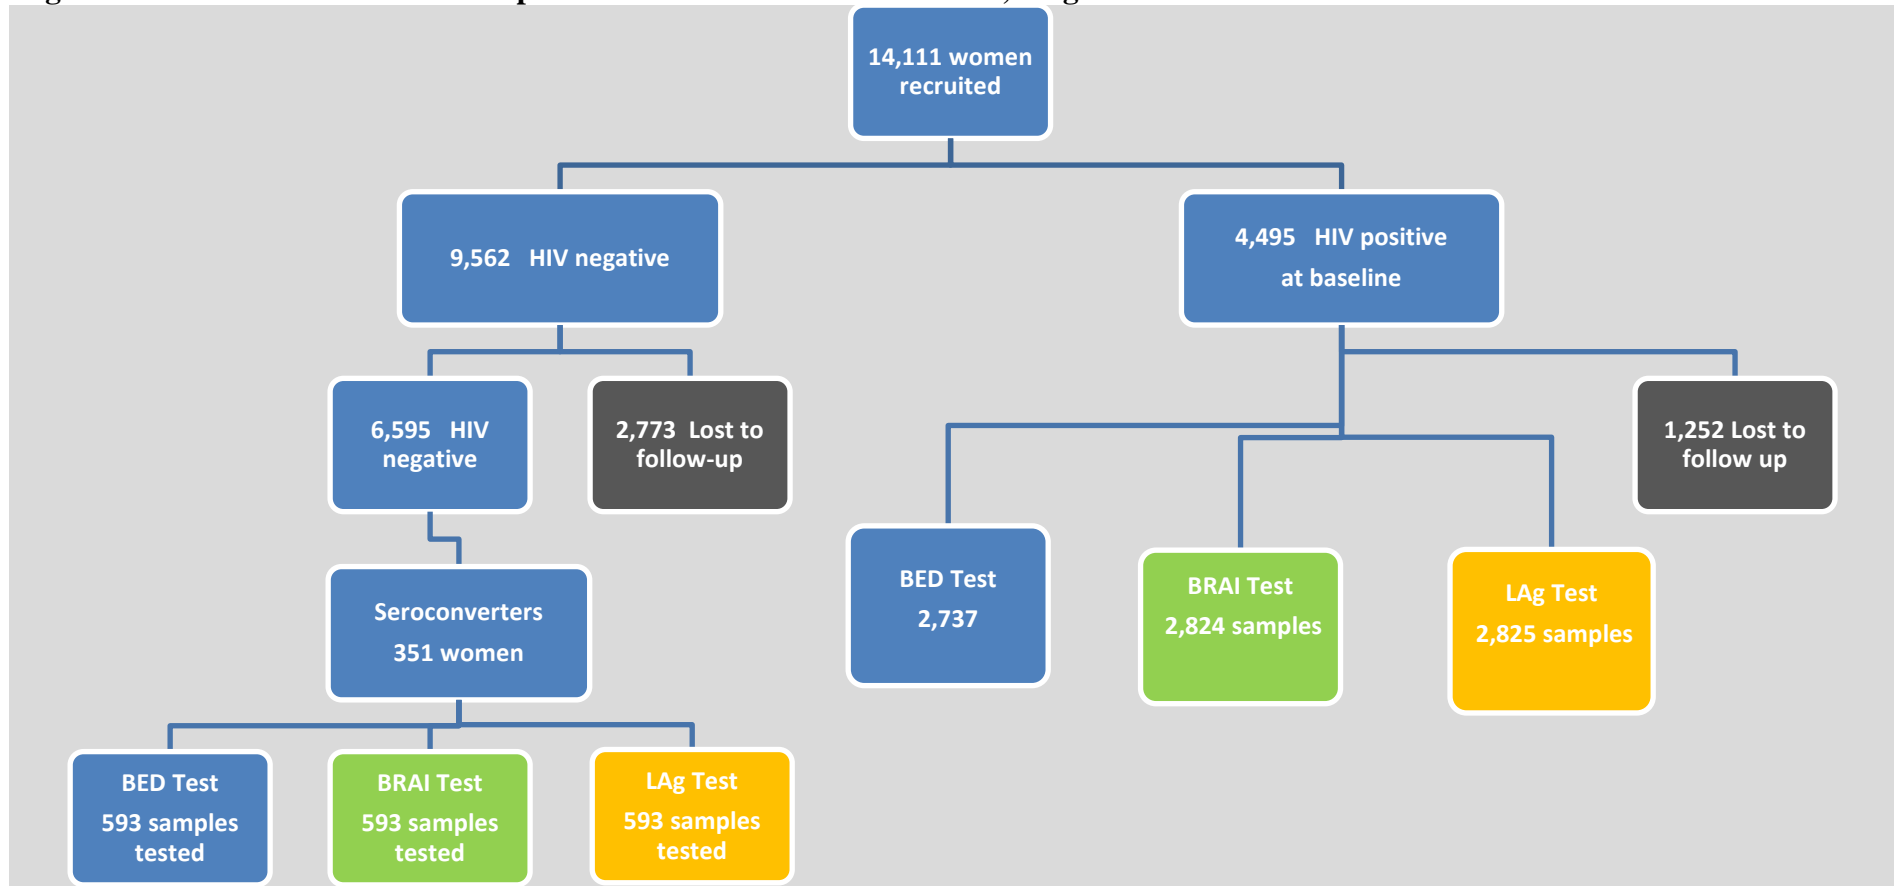 14,111 women
recruited
9,562 HIV negative
4,495 HIV positive
at baseline
6,595 HIV
negative
2,773 Lost to
follow-up
1,252 Lost to
follow up
BED Test
2,737
BRAI Test
2,824 samples
LAg Test
2,825 samples
Seroconverters
351 women
BED Test
593 samples
tested
BRAI Test
593 samples
tested
LAg Test
593 samples
tested